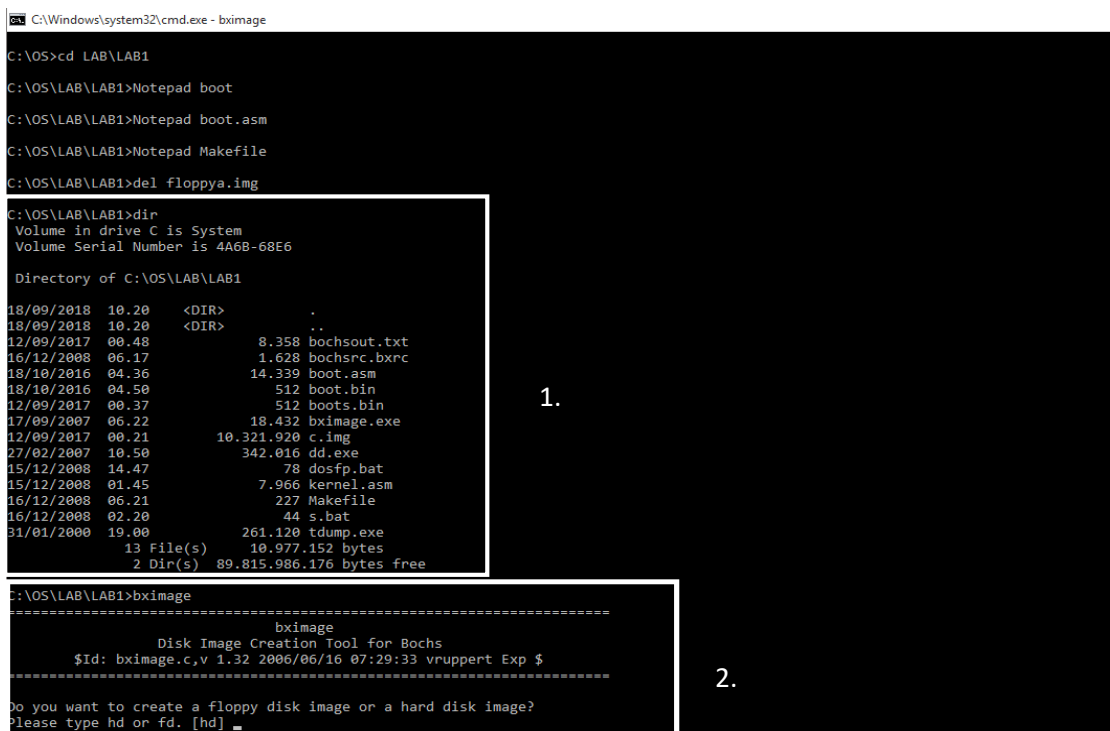 C:\Windows\system32\cmd.exe - bximage
C:\OS>cd LAB\LAB1
C:\OS\LAB\LAB1>Notepad boot
C:\OS\LAB\LAB1>Notepad boot.asm
C:\OS\LAB\LAB1>Notepad Makefile
C:\OS\LAB\LAB1>del floppya.img
C:\OS\LAB\LAB1>dir
Volume in drive C is System
Volume Serial Number is 4A6B-68E6
Directory of C:\OS\LAB\LAB1
18/09/2018  10.20    <DIR>          .
18/09/2018  10.20    <DIR>          ..
12/09/2017  00.48             8.358 bochsout.txt
16/12/2008  06.17             1.628 bochsrc.bxrc
18/10/2016  04.36            14.339 boot.asm
18/10/2016  04.50               512 boot.bin
12/09/2017  00.37               512 boots.bin
17/09/2007  06.22            18.432 bximage.exe
12/09/2017  00.21        10.321.920 c.img
27/02/2007  10.50           342.016 dd.exe
15/12/2008  14.47                78 dosfp.bat
15/12/2008  01.45             7.966 kernel.asm
16/12/2008  06.21               227 Makefile
16/12/2008  02.20                44 s.bat
31/01/2000  19.00           261.120 tdump.exe
13 File(s)     10.977.152 bytes
2 Dir(s)  89.815.986.176 bytes free
1.
C:\OS\LAB\LAB1>bximage
========================================================================
bximage
Disk Image Creation Tool for Bochs
$Id: bximage.c,v 1.32 2006/06/16 07:29:33 vruppert Exp $
========================================================================
2.
Do you want to create a floppy disk image or a hard disk image?
Please type hd or fd. [hd] _